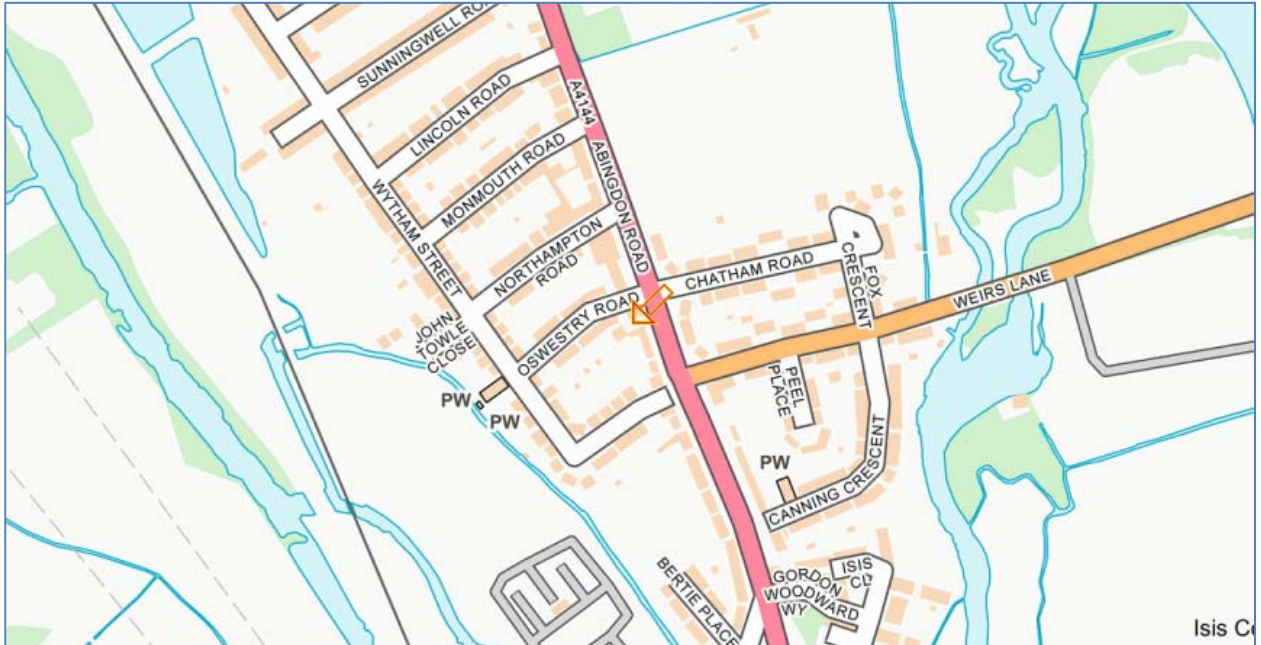 SUNNINGWELL RO
LINCOLN ROAD
A4144
MONMOUTH ROAD
ABINGDON ROAD
WYTHAM STREET
NORTHAMPTON
ROAD
CHATHAM ROAD
FOX
CRESCENT
WEIRS LANE
OSWESTRY ROAD
JOHN
TOWLE
CLOSE
PEEL
PLACE
PW
PW
PW
CANNING CRESCENT
BERTIE PLACE
ISIS
CL
GORDON
WOODWARD
WY
Isis Co